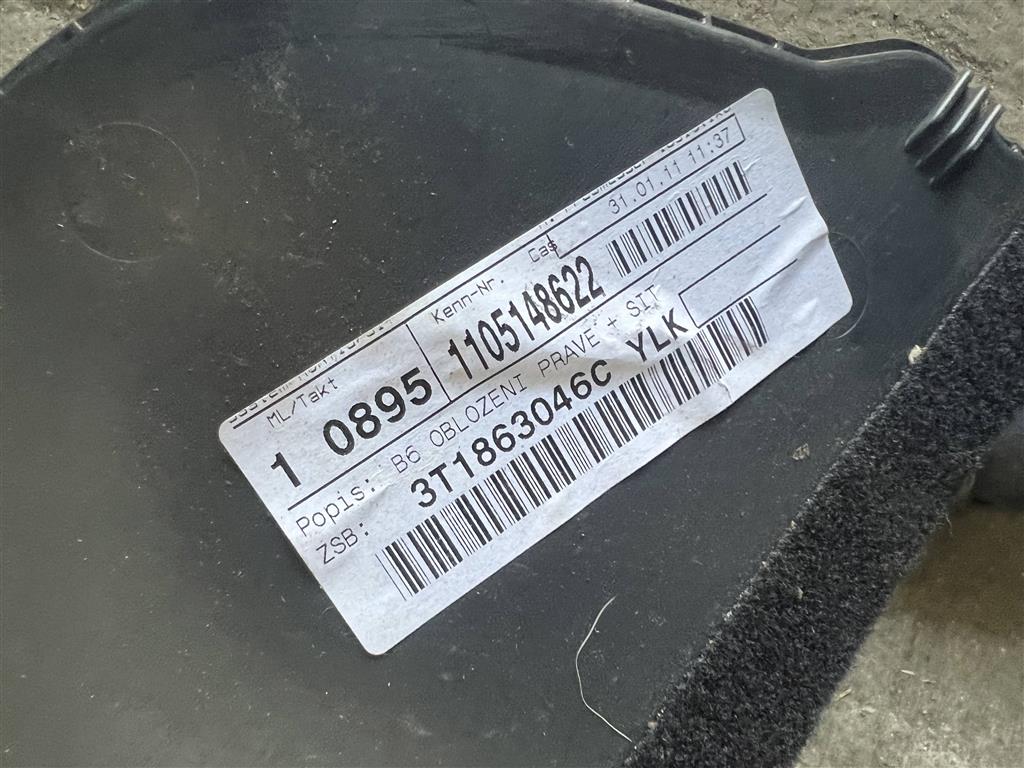 ML/Takt Kenn-Nr. Čas 31.01.11 11:37
1 0895 1105148622
Popis: B6 OBLOZENI PRAVE + SIT
ZSB: 3T1863046C YLK